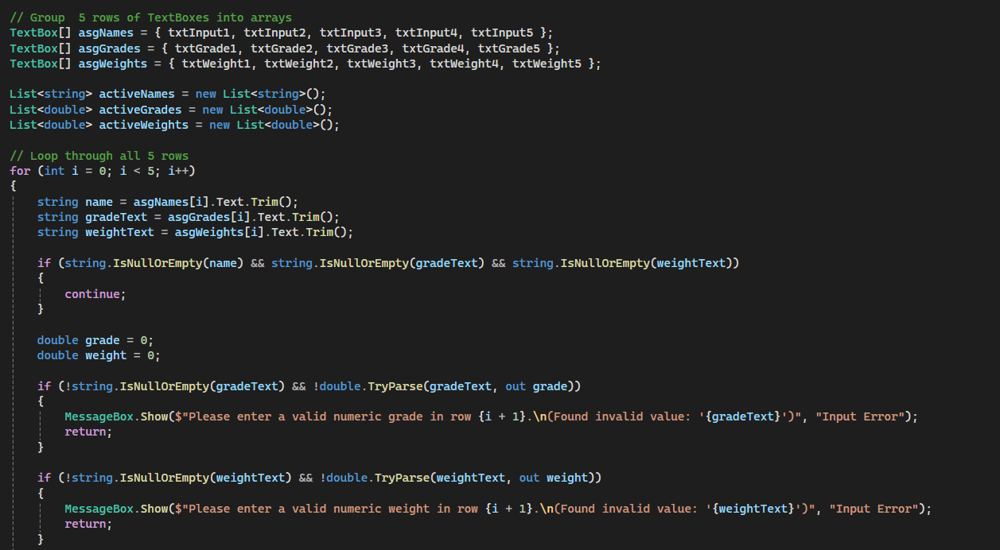 // Group  5 rows of TextBoxes into arrays
TextBox[] asgNames = { txtInput1, txtInput2, txtInput3, txtInput4, txtInput5 };
TextBox[] asgGrades = { txtGrade1, txtGrade2, txtGrade3, txtGrade4, txtGrade5 };
TextBox[] asgWeights = { txtWeight1, txtWeight2, txtWeight3, txtWeight4, txtWeight5 };

List<string> activeNames = new List<string>();
List<double> activeGrades = new List<double>();
List<double> activeWeights = new List<double>();

// Loop through all 5 rows
for (int i = 0; i < 5; i++)
{
    string name = asgNames[i].Text.Trim();
    string gradeText = asgGrades[i].Text.Trim();
    string weightText = asgWeights[i].Text.Trim();

    if (string.IsNullOrEmpty(name) && string.IsNullOrEmpty(gradeText) && string.IsNullOrEmpty(weightText))
    {
        continue;
    }

    double grade = 0;
    double weight = 0;

    if (!string.IsNullOrEmpty(gradeText) && !double.TryParse(gradeText, out grade))
    {
        MessageBox.Show($"Please enter a valid numeric grade in row {i + 1}.\n(Found invalid value: '{gradeText}')", "Input Error");
        return;
    }

    if (!string.IsNullOrEmpty(weightText) && !double.TryParse(weightText, out weight))
    {
        MessageBox.Show($"Please enter a valid numeric weight in row {i + 1}.\n(Found invalid value: '{weightText}')", "Input Error");
        return;
    }